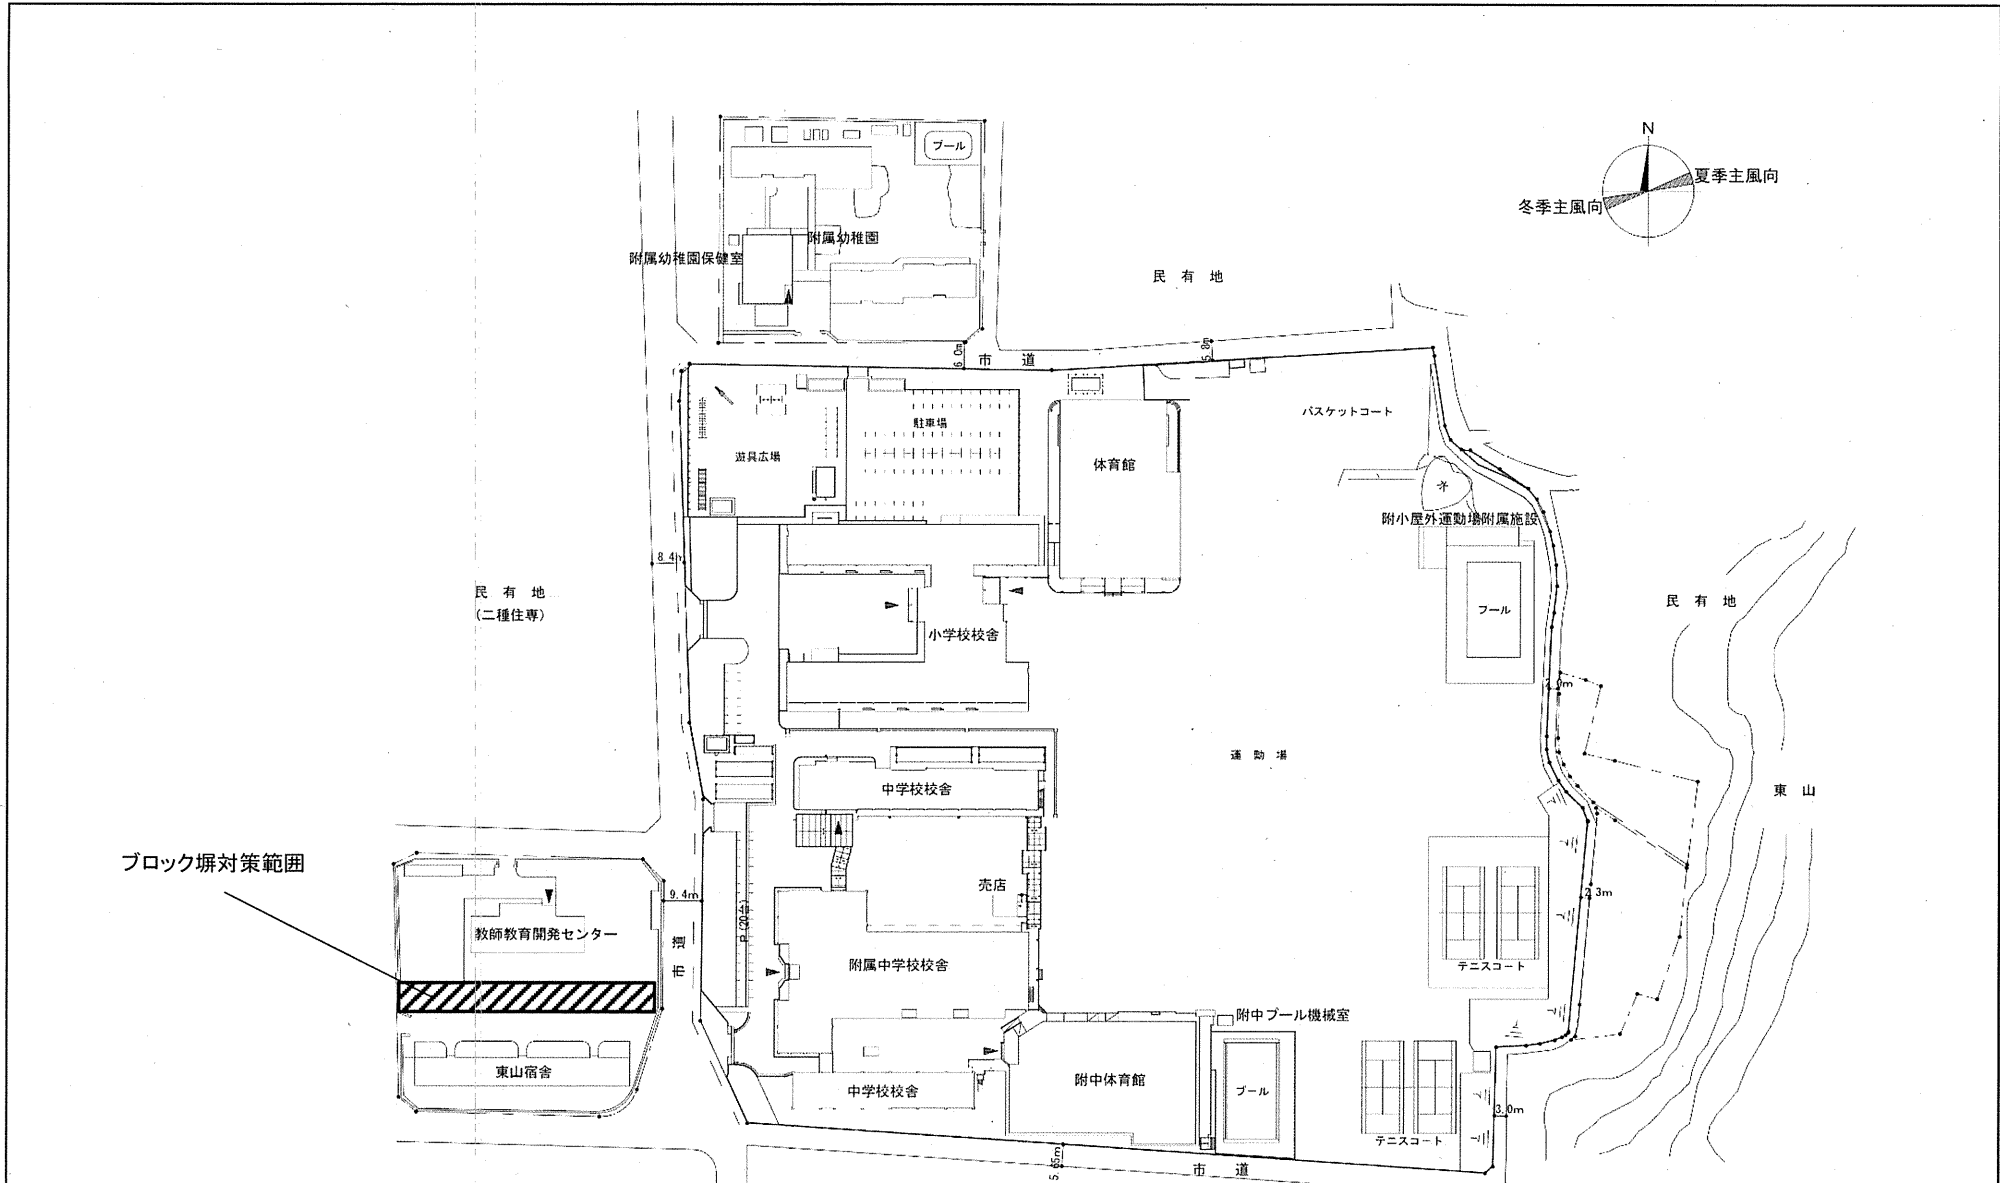 プール
N
夏季主風向
冬季主風向
附属幼稚園
附属幼稚園保健室
民有地
6.0m
市道
5.8m
バスケットコート
駐車場
遊具広場
体育館
ネ
附小屋外運動場附属施設
8.4m
民有地
(二種住専)
プール
民有地
小学校校舎
2.0m
運動場
中学校校舎
東山
ブロック塀対策範囲
売店
9.4m
2.3m
P(20台)
教師教育開発センター
市道
附属中学校校舎
テニスコート
附中プール機械室
東山宿舎
中学校校舎
附中体育館
プール
3.0m
テニスコート
5.65m
市道